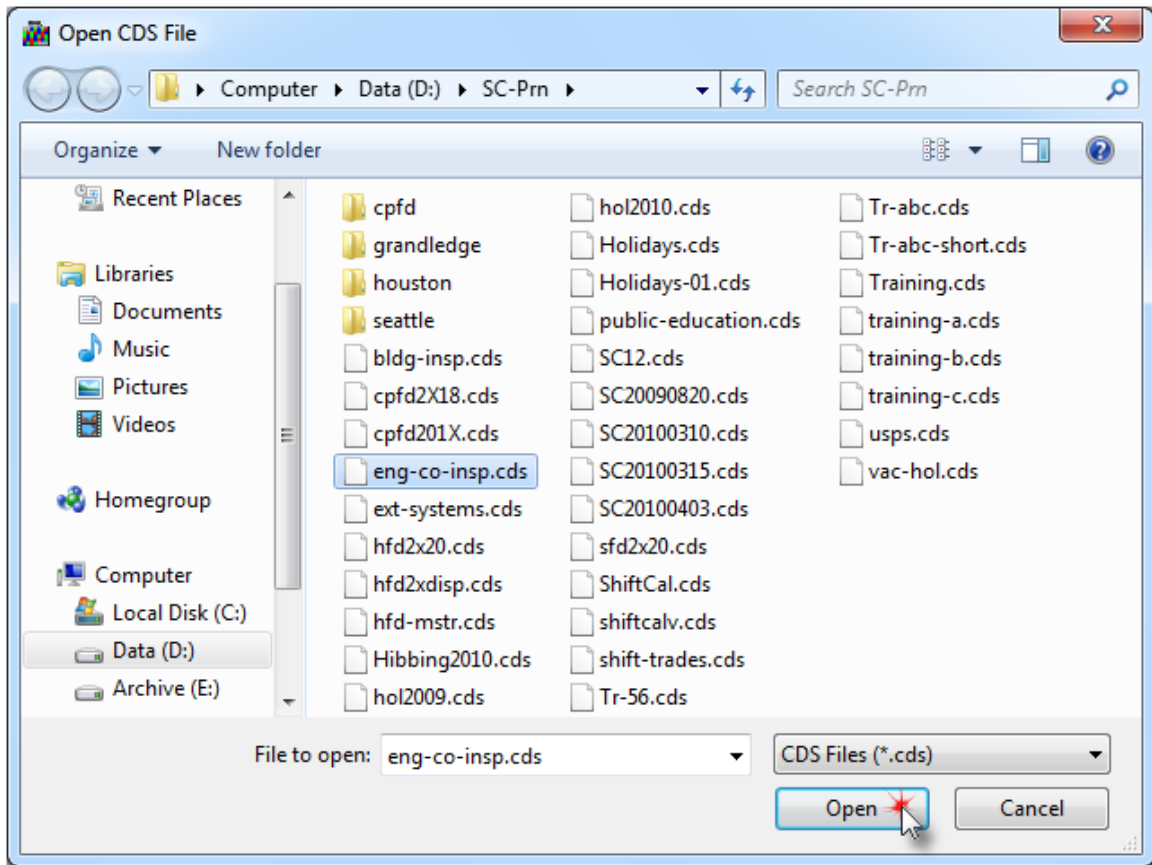 Open CDS File
Computer Data (D:) SC-Prn
Search SC-Prn
Organize New folder
Recent Places
Libraries
Documents
Music
Pictures
Videos
Homegroup
Computer
Local Disk (C:)
Data (D:)
Archive (E:)
cpfd
grandledge
houston
seattle
bldg-insp.cds
cpfd2X18.cds
cpfd201X.cds
eng-co-insp.cds
ext-systems.cds
hfd2x20.cds
hfd2xdisp.cds
hfd-mstr.cds
Hibbing2010.cds
hol2009.cds
hol2010.cds
Holidays.cds
Holidays-01.cds
public-education.cds
SC12.cds
SC20090820.cds
SC20100310.cds
SC20100315.cds
SC20100403.cds
sfd2x20.cds
ShiftCal.cds
shiftcalv.cds
shift-trades.cds
Tr-56.cds
Tr-abc.cds
Tr-abc-short.cds
Training.cds
training-a.cds
training-b.cds
training-c.cds
usps.cds
vac-hol.cds
File to open: eng-co-insp.cds
CDS Files (*.cds)
Open Cancel